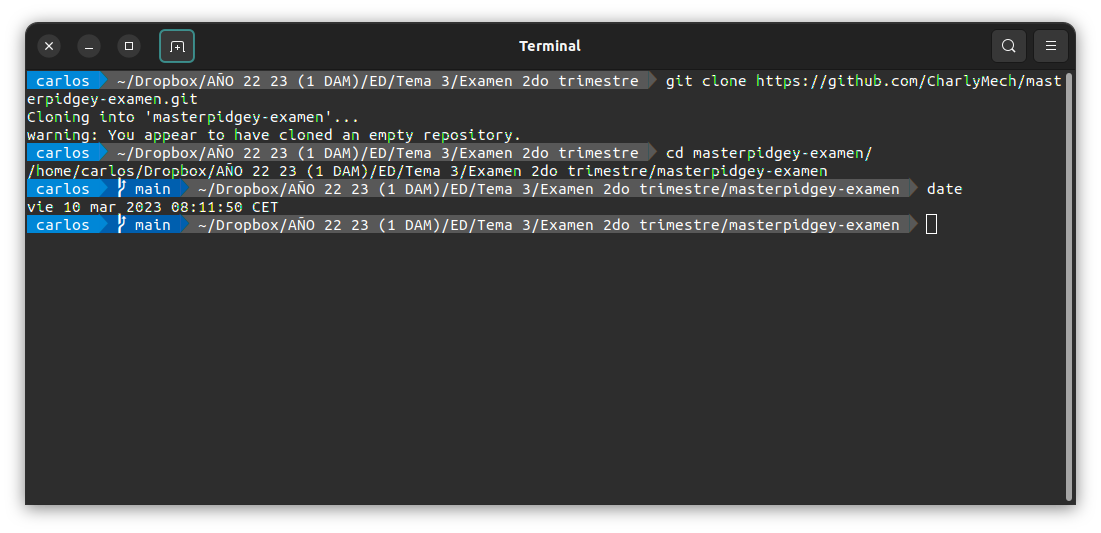 Terminal
carlos ~/Dropbox/AÑO 22 23 (1 DAM)/ED/Tema 3/Examen 2do trimestre git clone https://github.com/CharlyMech/mast
erpidgey-examen.git
Cloning into 'masterpidgey-examen'...
warning: You appear to have cloned an empty repository.
carlos ~/Dropbox/AÑO 22 23 (1 DAM)/ED/Tema 3/Examen 2do trimestre cd masterpidgey-examen/
/home/carlos/Dropbox/AÑO 22 23 (1 DAM)/ED/Tema 3/Examen 2do trimestre/masterpidgey-examen
carlos main ~/Dropbox/AÑO 22 23 (1 DAM)/ED/Tema 3/Examen 2do trimestre/masterpidgey-examen date
vie 10 mar 2023 08:11:50 CET
carlos main ~/Dropbox/AÑO 22 23 (1 DAM)/ED/Tema 3/Examen 2do trimestre/masterpidgey-examen